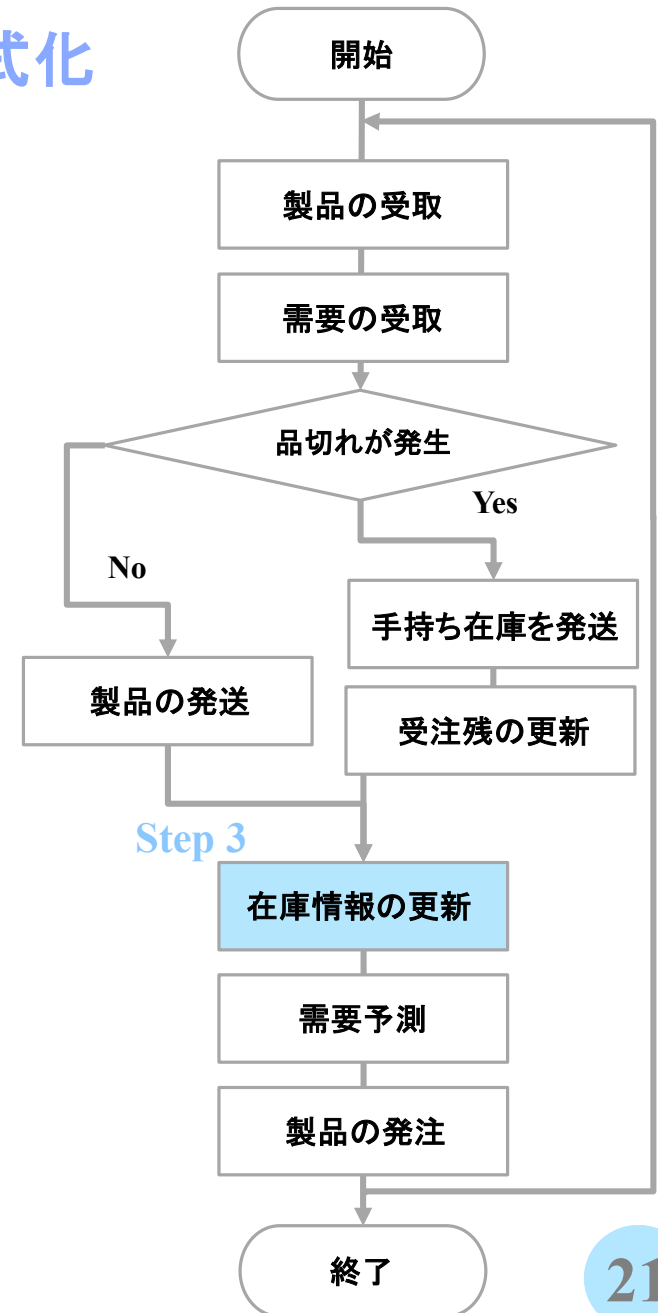 式化
開始
製品の受取
需要の受取
品切れが発生
Yes
No
手持ち在庫を発送
製品の発送
受注残の更新
Step 3
在庫情報の更新
需要予測
製品の発注
終了
21